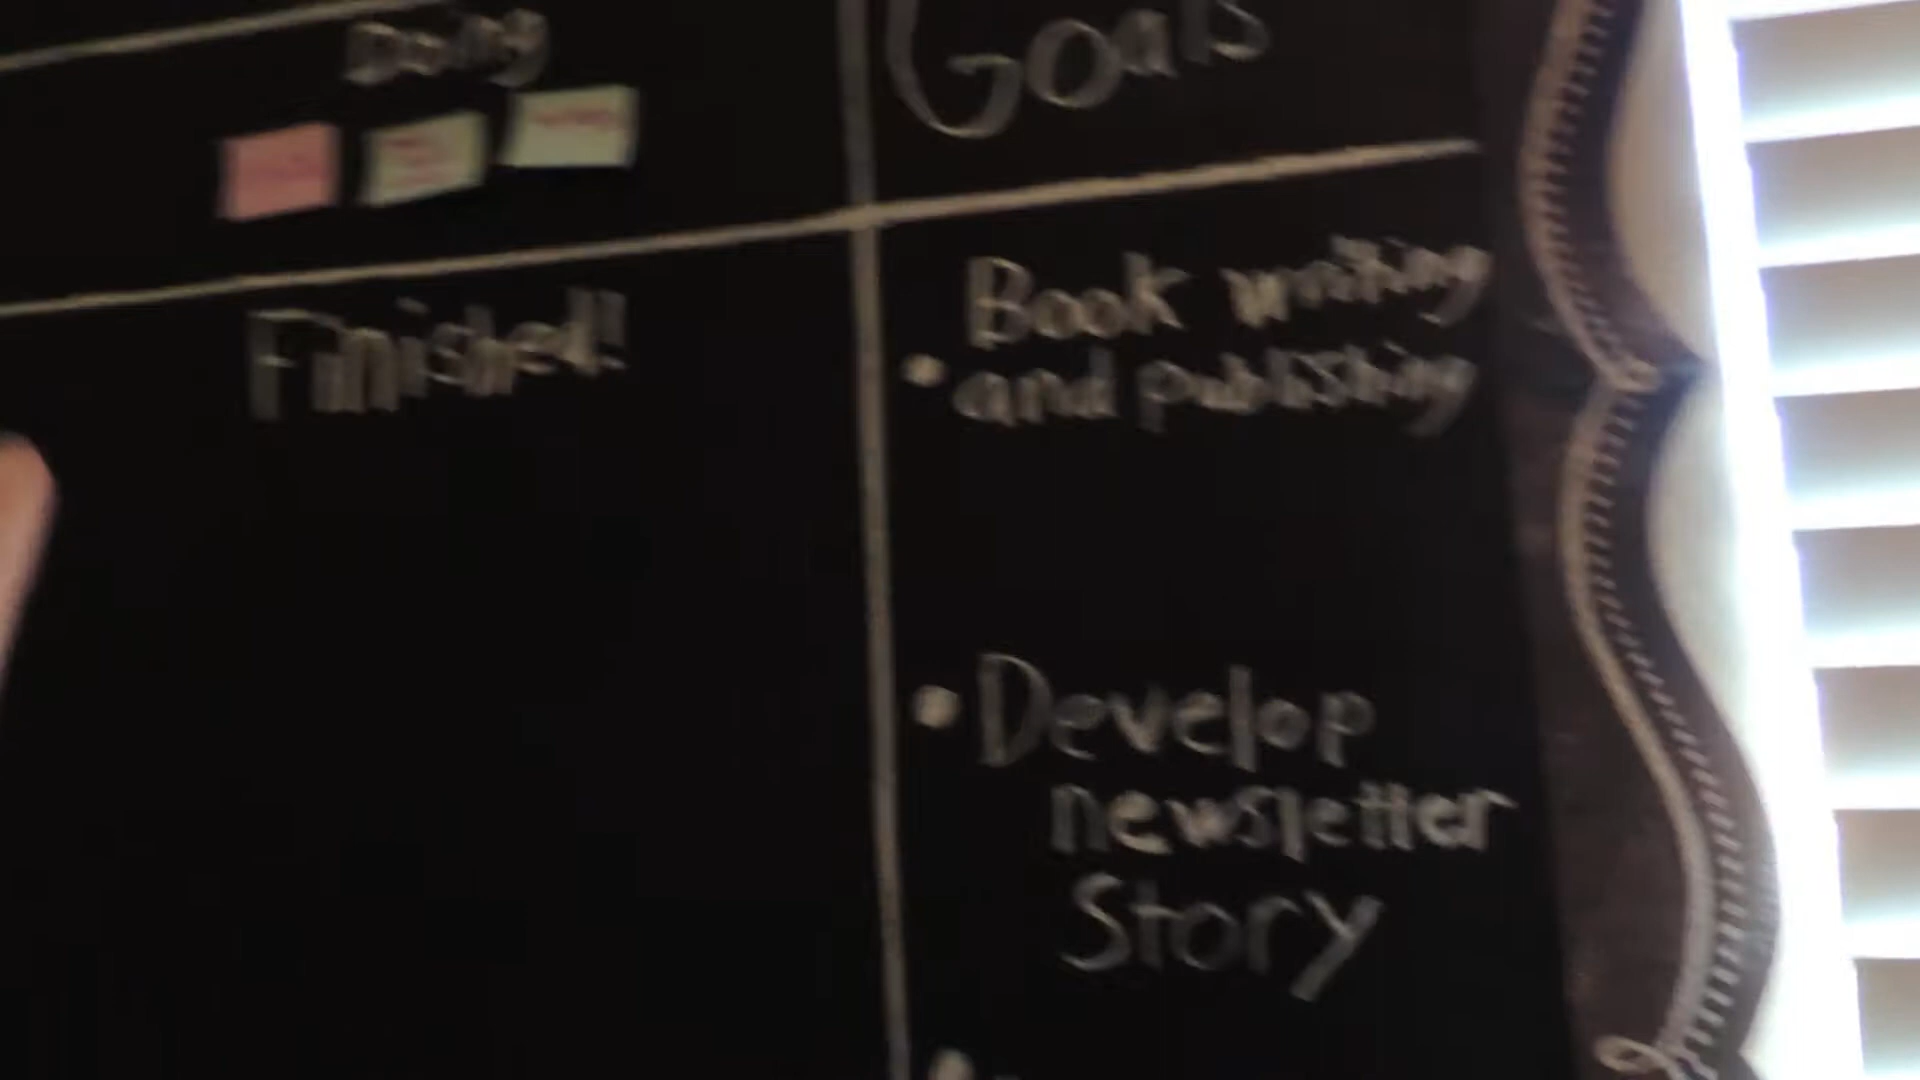 Doing
Goals
Finished!
Book writing
• and publishing
• Develop
newsletter
Story